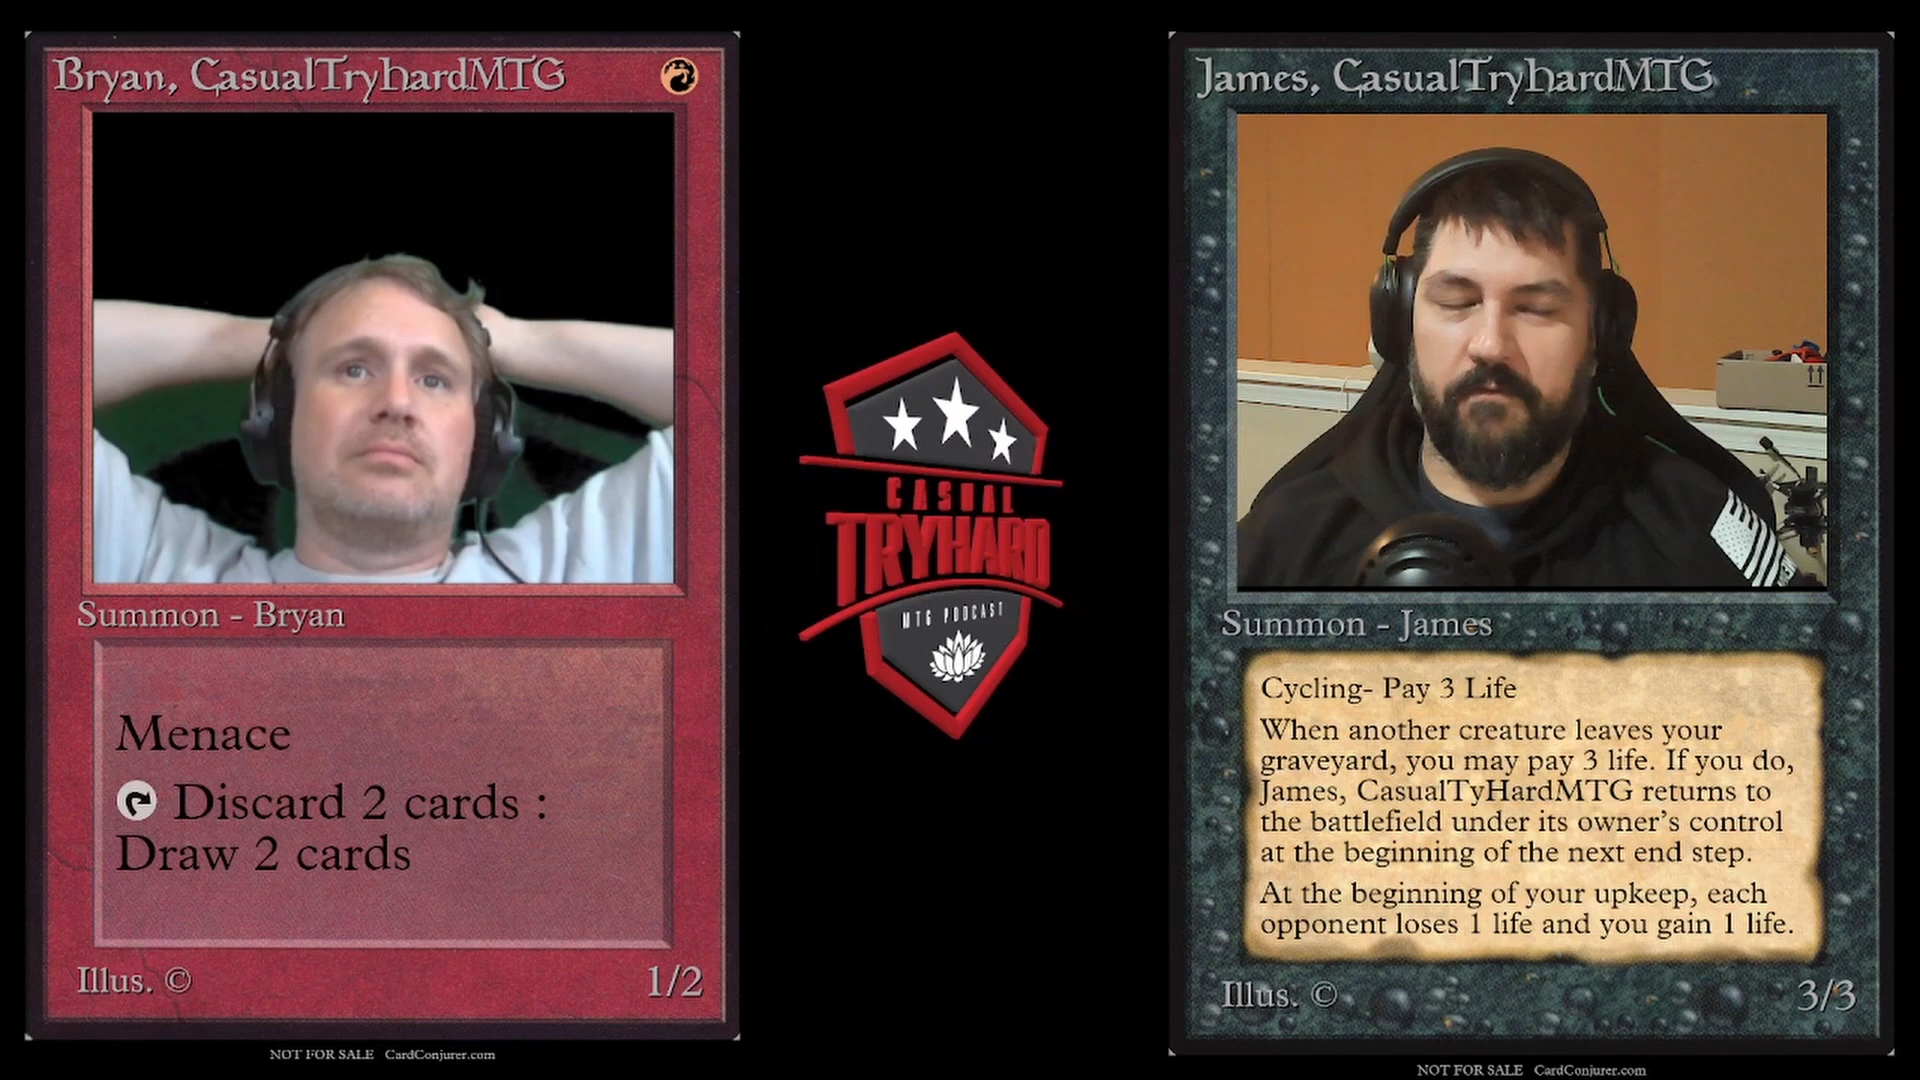 Bryan, CasualTryhardMTG
Summon - Bryan
Menace
Discard 2 cards :
Draw 2 cards
Illus. ©
1/2
NOT FOR SALE CardConjurer.com
CASUAL
TRYHARD
MTG PODCAST
James, CasualTryhardMTG
Summon - James
Cycling- Pay 3 Life
When another creature leaves your
graveyard, you may pay 3 life. If you do,
James, CasualTyHardMTG returns to
the battlefield under its owner's control
at the beginning of the next end step.
At the beginning of your upkeep, each
opponent loses 1 life and you gain 1 life.
Illus. ©
3/3
NOT FOR SALE CardConjurer.com